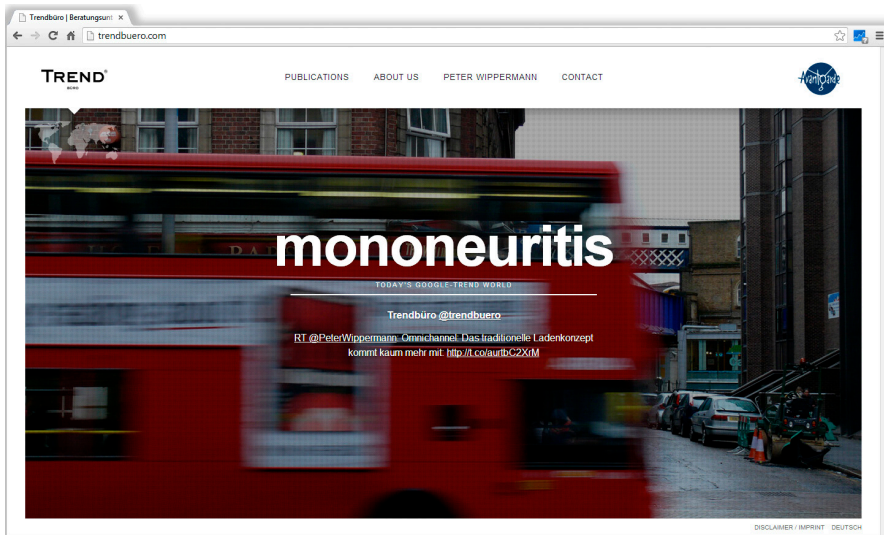 Trendbüro | Beratungsunt
trendbuero.com
TREND®
BÜRO
PUBLICATIONS ABOUT US PETER WIPPERMANN CONTACT
Avantgarde
mononeuritis
TODAY'S GOOGLE-TREND WORLD
Trendbüro @trendbuero
RT @PeterWippermann: Omnichannel: Das traditionelle Ladenkonzept
kommt kaum mehr mit: http://t.co/aurtbC2XrM
DISCLAIMER / IMPRINT DEUTSCH